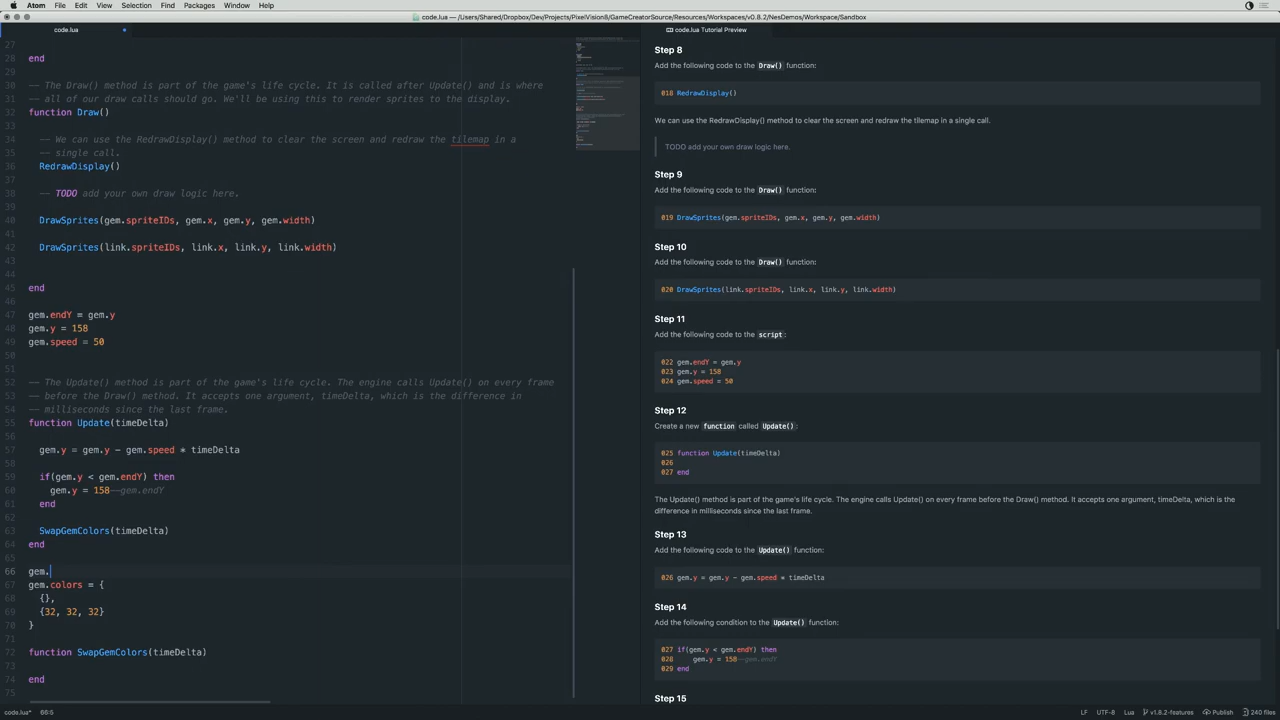 Atom File Edit View Selection Find Packages Window Help
code.lua — /Users/Shared/Dropbox/Dev/Projects/PixelVision8/GameCreatorSource/Resources/Workspaces/v0.8.2/NesDemos/Workspace/Sandbox
code.lua
27
28 end
29
30 -- The Draw() method is part of the game's life cycle. It is called after Update() and is where
31 -- all of our draw calls should go. We'll be using this to render sprites to the display.
32 function Draw()
33
34 -- We can use the RedrawDisplay() method to clear the screen and redraw the tilemap in a
35 -- single call.
36 RedrawDisplay()
37
38 -- TODO add your own draw logic here.
39
40 DrawSprites(gem.spriteIDs, gem.x, gem.y, gem.width)
41
42 DrawSprites(link.spriteIDs, link.x, link.y, link.width)
43
44
45 end
46
47 gem.endY = gem.y
48 gem.y = 158
49 gem.speed = 50
50
51
52 -- The Update() method is part of the game's life cycle. The engine calls Update() on every frame
53 -- before the Draw() method. It accepts one argument, timeDelta, which is the difference in
54 -- milliseconds since the last frame.
55 function Update(timeDelta)
56
57 gem.y = gem.y - gem.speed * timeDelta
58
59 if(gem.y < gem.endY) then
60 gem.y = 158--gem.endY
61 end
62
63 SwapGemColors(timeDelta)
64 end
65
66 gem.
67 gem.colors = {
68 {},
69 {32, 32, 32}
70 }
71
72 function SwapGemColors(timeDelta)
73
74 end
75
code.lua* 66:5
code.lua Tutorial Preview
Step 8
Add the following code to the Draw() function:
018 RedrawDisplay()
We can use the RedrawDisplay() method to clear the screen and redraw the tilemap in a single call.
TODO add your own draw logic here.
Step 9
Add the following code to the Draw() function:
019 DrawSprites(gem.spriteIDs, gem.x, gem.y, gem.width)
Step 10
Add the following code to the Draw() function:
020 DrawSprites(link.spriteIDs, link.x, link.y, link.width)
Step 11
Add the following code to the script:
022 gem.endY = gem.y
023 gem.y = 158
024 gem.speed = 50
Step 12
Create a new function called Update():
025 function Update(timeDelta)
026
027 end
The Update() method is part of the game's life cycle. The engine calls Update() on every frame before the Draw() method. It accepts one argument, timeDelta, which is the
difference in milliseconds since the last frame.
Step 13
Add the following code to the Update() function:
026 gem.y = gem.y - gem.speed * timeDelta
Step 14
Add the following condition to the Update() function:
027 if(gem.y < gem.endY) then
028 gem.y = 158--gem.endY
029 end
Step 15
LF UTF-8 Lua v1.8.2-features Publish 240 files